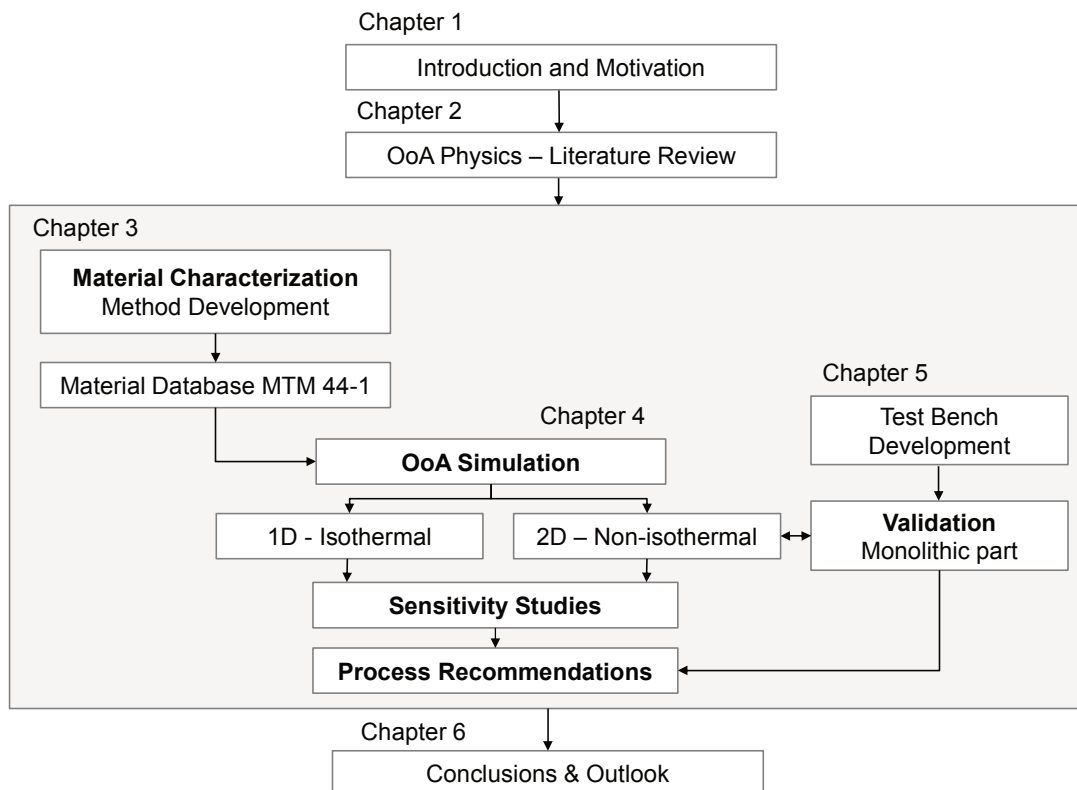 Chapter 1
Introduction and Motivation
Chapter 2
OoA Physics – Literature Review
Chapter 3
Material Characterization
Method Development
Material Database MTM 44-1
Chapter 5
Test Bench
Development
Chapter 4
OoA Simulation
1D - Isothermal
2D – Non-isothermal
Validation
Monolithic part
Sensitivity Studies
Process Recommendations
Chapter 6
Conclusions & Outlook